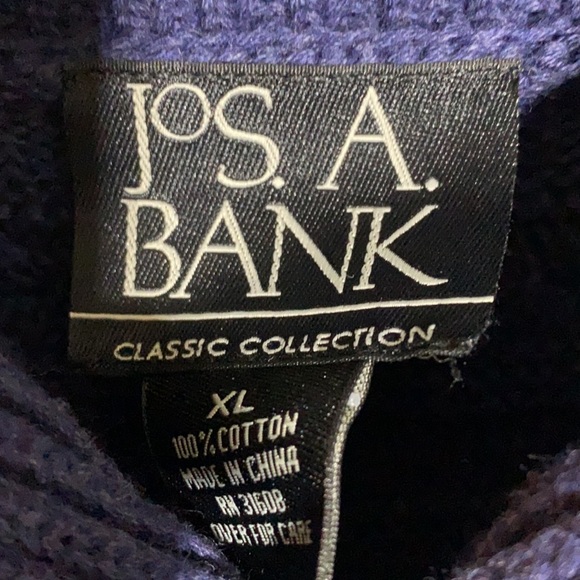 JOS. A.
BANK
CLASSIC COLLECTION
XL
100% COTTON
MADE IN CHINA
RN 31608
OVER FOR CARE